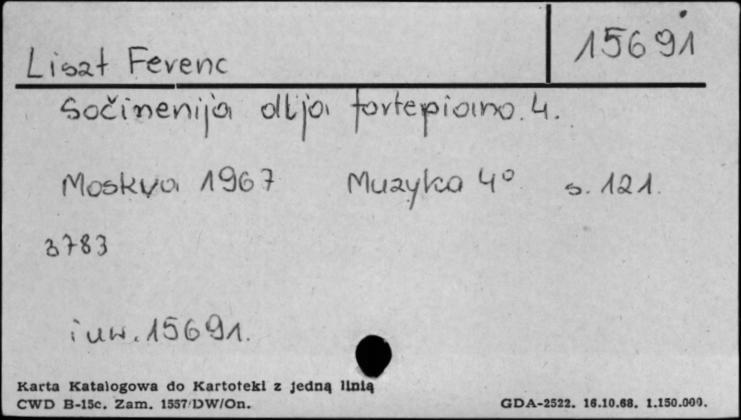 15691
Liszt Ferenc
Sočinenija dlja fortepiano. 4.
Moskva 1967 Muzyka 4° s. 121.
3783
inw. 15691.
Karta Katalogowa do Kartoteki z jedną linią
CWD B-15c. Zam. 1557/DW/On. GDA-2522. 16.10.68. 1.150.000.